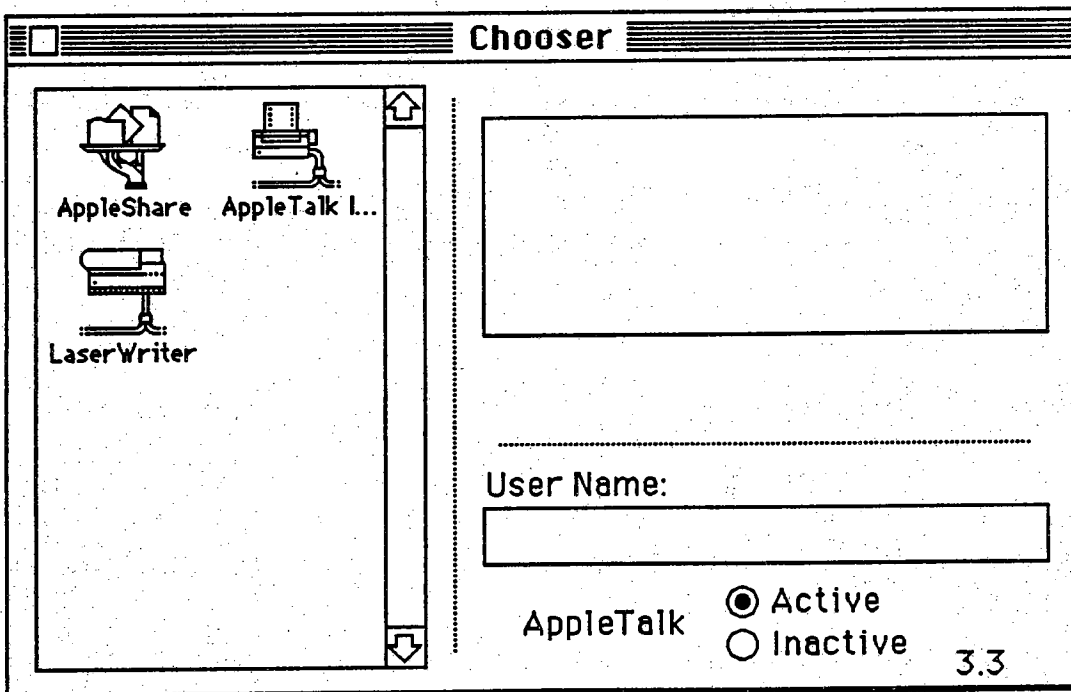 Chooser
AppleShare
AppleTalk I...
LaserWriter
User Name:
AppleTalk
Active
Inactive
3.3